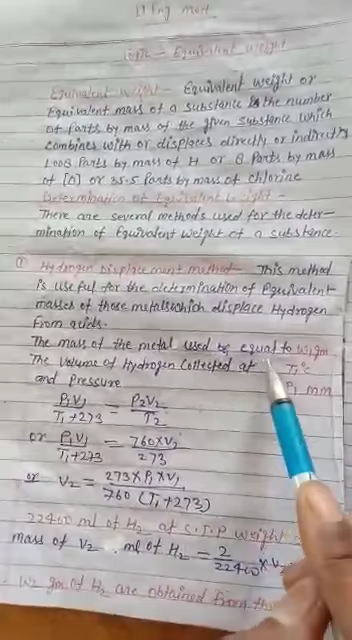 Topic - Equivalent weight
Equivalent weight - Equivalent weight or
Equivalent mass of a substance is the number
of parts by mass of the given substance which
combines with or displaces directly or indirectly
1.008 Parts by mass of H or 8 Parts by mass
of [O] or 35.5 Parts by mass of chlorine
Determination of Equivalent weight -
There are several methods used for the deter-
mination of Equivalent weight of a substance.
① Hydrogen Displacement method - This method
is useful for the determination of Equivalent
masses of those metals which displace Hydrogen
from acids.
The mass of the metal used be equal to W1 gm
The volume of Hydrogen Collected at T1°C
and Pressure P1 mm
P1V1 / T1+273 = P2V2 / T2
or P1V1 / T1+273 = 760×V2 / 273
or V2 = 273×P1×V1 / 760 (T1+273)
22400 ml of H2 at S.T.P weight
mass of V2 ml of H2 = 2 / 22400 × V2
W2 gm of H2 are obtained from the